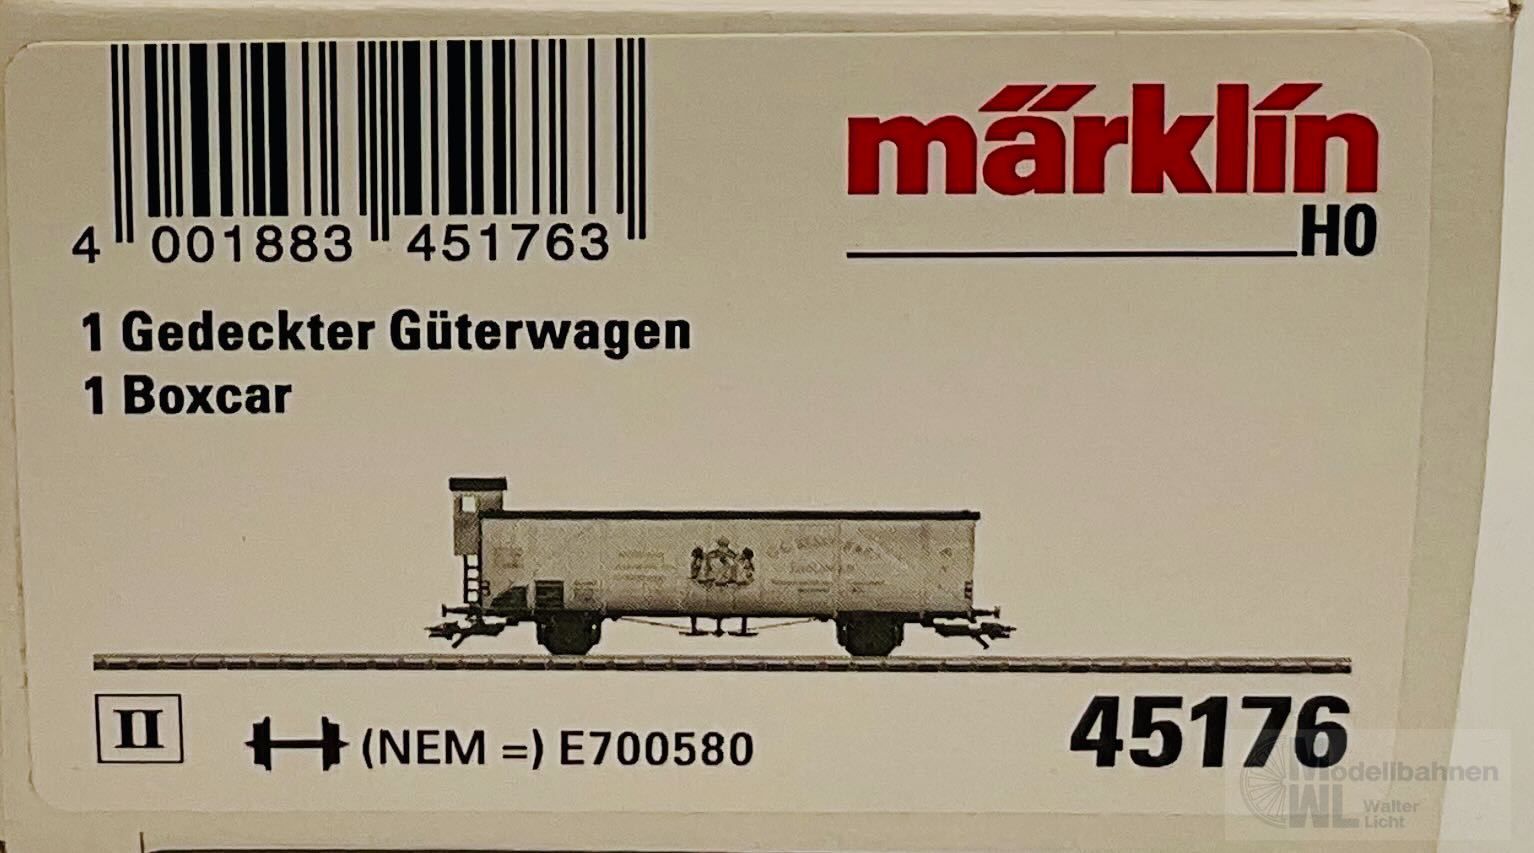 märklin
H0
4 001883 451763
1 Gedeckter Güterwagen
1 Boxcar
II
(NEM =) E700580
45176
Modellbahnen
WL Walter
Licht